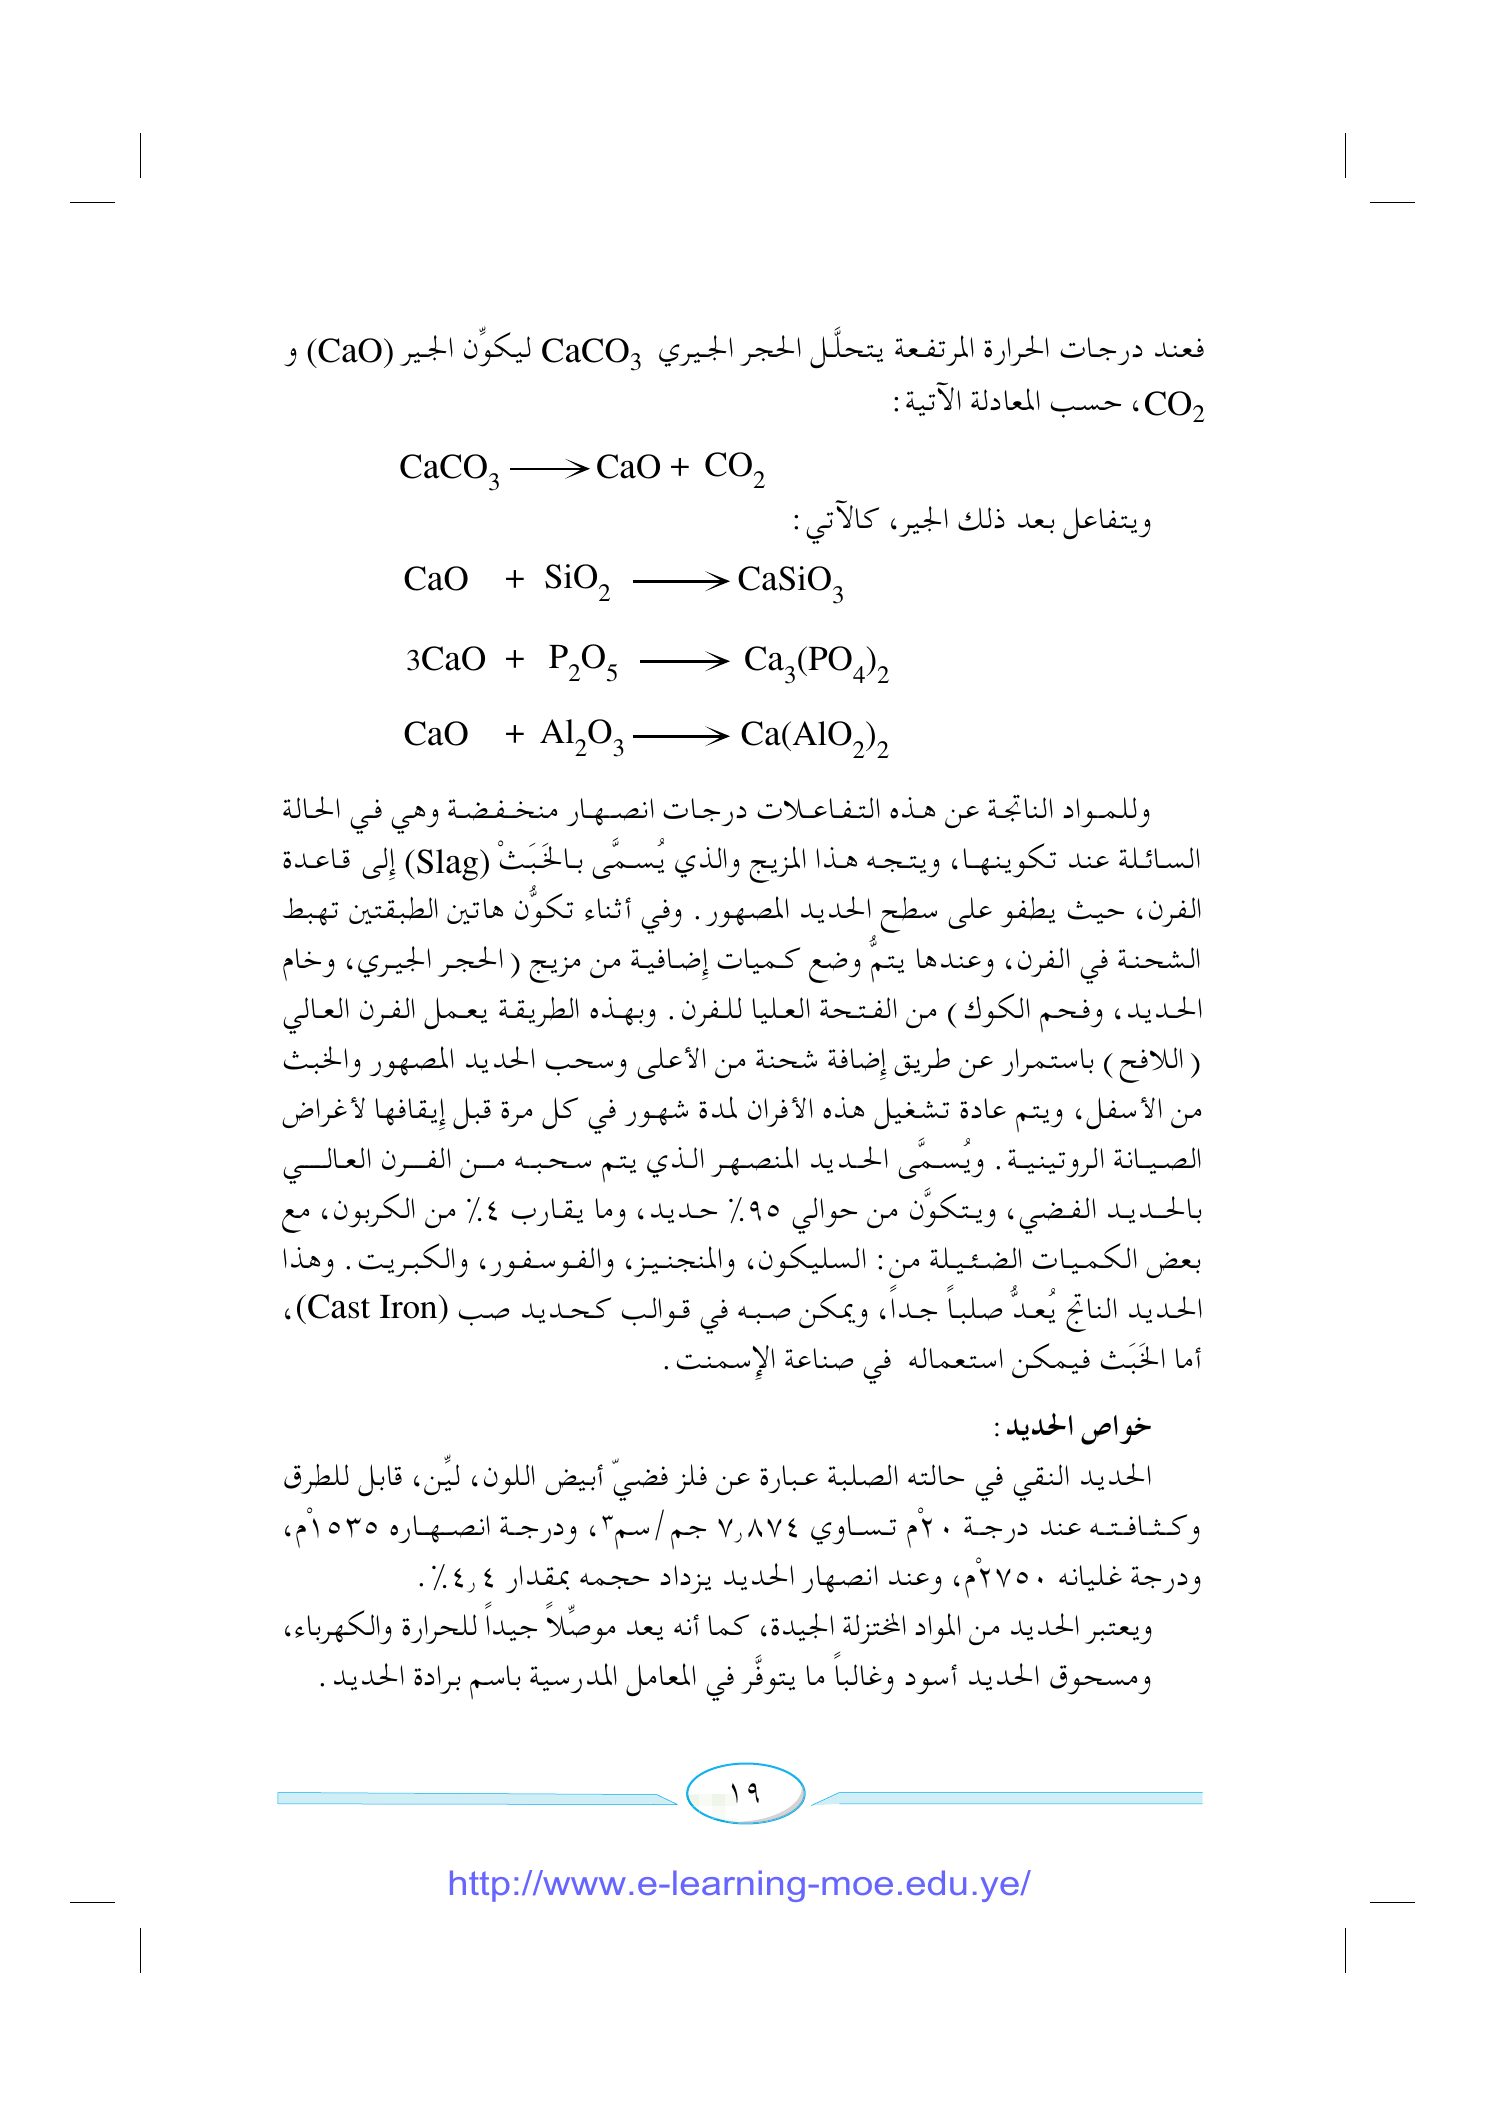 فعند درجات الحرارة المرتفعة يتحلَّل الحجر الجيري CaCO3 ليكوِّن الجير (CaO) و
CO2، حسب المعادلة الآتية:
CaCO3 ⟶ CaO + CO2
ويتفاعل بعد ذلك الجير، كالآتي:
CaO + SiO2 ⟶ CaSiO3
3CaO + P2O5 ⟶ Ca3(PO4)2
CaO + Al2O3 ⟶ Ca(AlO2)2
وللمواد الناتجة عن هذه التفاعلات درجات انصهار منخفضة وهي في الحالة
السائلة عند تكوينها، ويتجه هذا المزيج والذي يُسمَّى بالخَبَثْ (Slag) إلى قاعدة
الفرن، حيث يطفو على سطح الحديد المصهور. وفي أثناء تكوُّن هاتين الطبقتين تهبط
الشحنة في الفرن، وعندها يتمُّ وضع كميات إضافية من مزيج (الحجر الجيري، وخام
الحديد، وفحم الكوك) من الفتحة العليا للفرن. وبهذه الطريقة يعمل الفرن العالي
(اللافح) باستمرار عن طريق إضافة شحنة من الأعلى وسحب الحديد المصهور والخبث
من الأسفل، ويتم عادة تشغيل هذه الأفران لمدة شهور في كل مرة قبل إيقافها لأغراض
الصيانة الروتينية. ويُسمَّى الحديد المنصهر الذي يتم سحبه من الفرن العالي
بالحديد الفضي، ويتكوَّن من حوالي ٩٥٪ حديد، وما يقارب ٤٪ من الكربون، مع
بعض الكميات الضئيلة من: السليكون، والمنجنيز، والفوسفور، والكبريت. وهذا
الحديد الناتج يُعدُّ صلباً جداً، ويمكن صبه في قوالب كحديد صب (Cast Iron)،
أما الخَبَث فيمكن استعماله في صناعة الإسمنت.
خواص الحديد:
الحديد النقي في حالته الصلبة عبارة عن فلز فضيّ أبيض اللون، ليِّن، قابل للطرق
وكثافته عند درجة ٢٠ْم تساوي ٧,٨٧٤ جم/سم٣، ودرجة انصهاره ١٥٣٥ْم،
ودرجة غليانه ٢٧٥٠ْم، وعند انصهار الحديد يزداد حجمه بمقدار ٤,٤٪.
ويعتبر الحديد من المواد المختزلة الجيدة، كما أنه يعد موصِّلاً جيداً للحرارة والكهرباء،
ومسحوق الحديد أسود وغالباً ما يتوفَّر في المعامل المدرسية باسم برادة الحديد.
١٩
http://www.e-learning-moe.edu.ye/